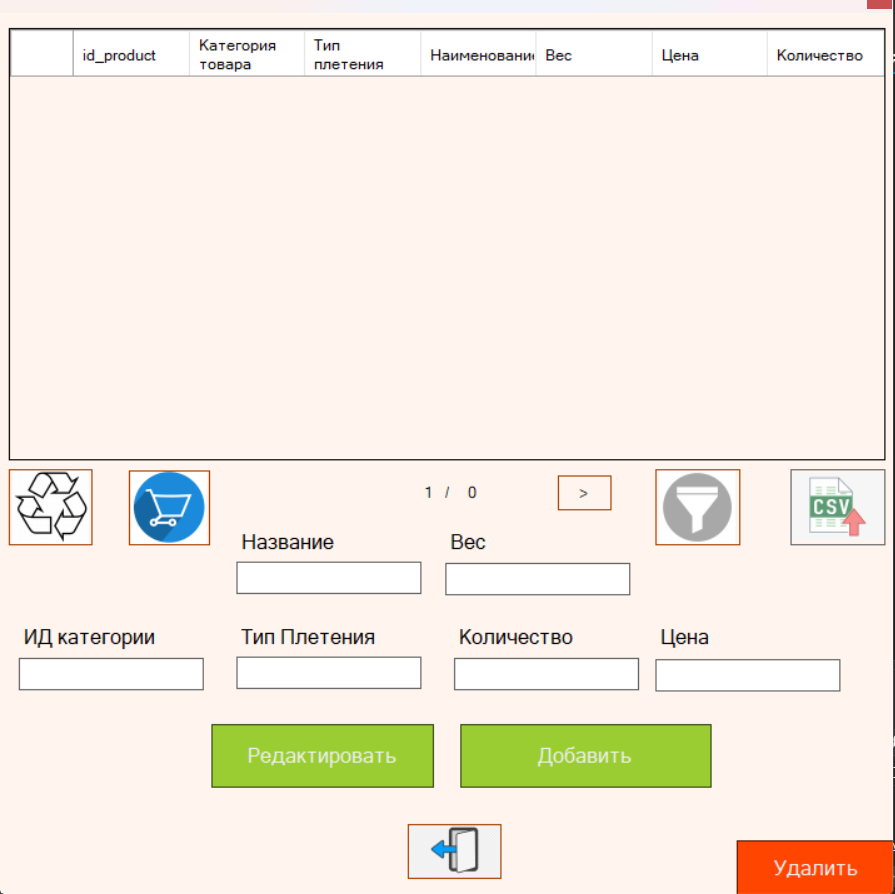 id_product
Категория
товара
Тип
плетения
Наименовани
Вес
Цена
Количество
1 / 0
>
CSV
Название
Вес
ИД категории
Тип Плетения
Количество
Цена
Редактировать
Добавить
Удалить